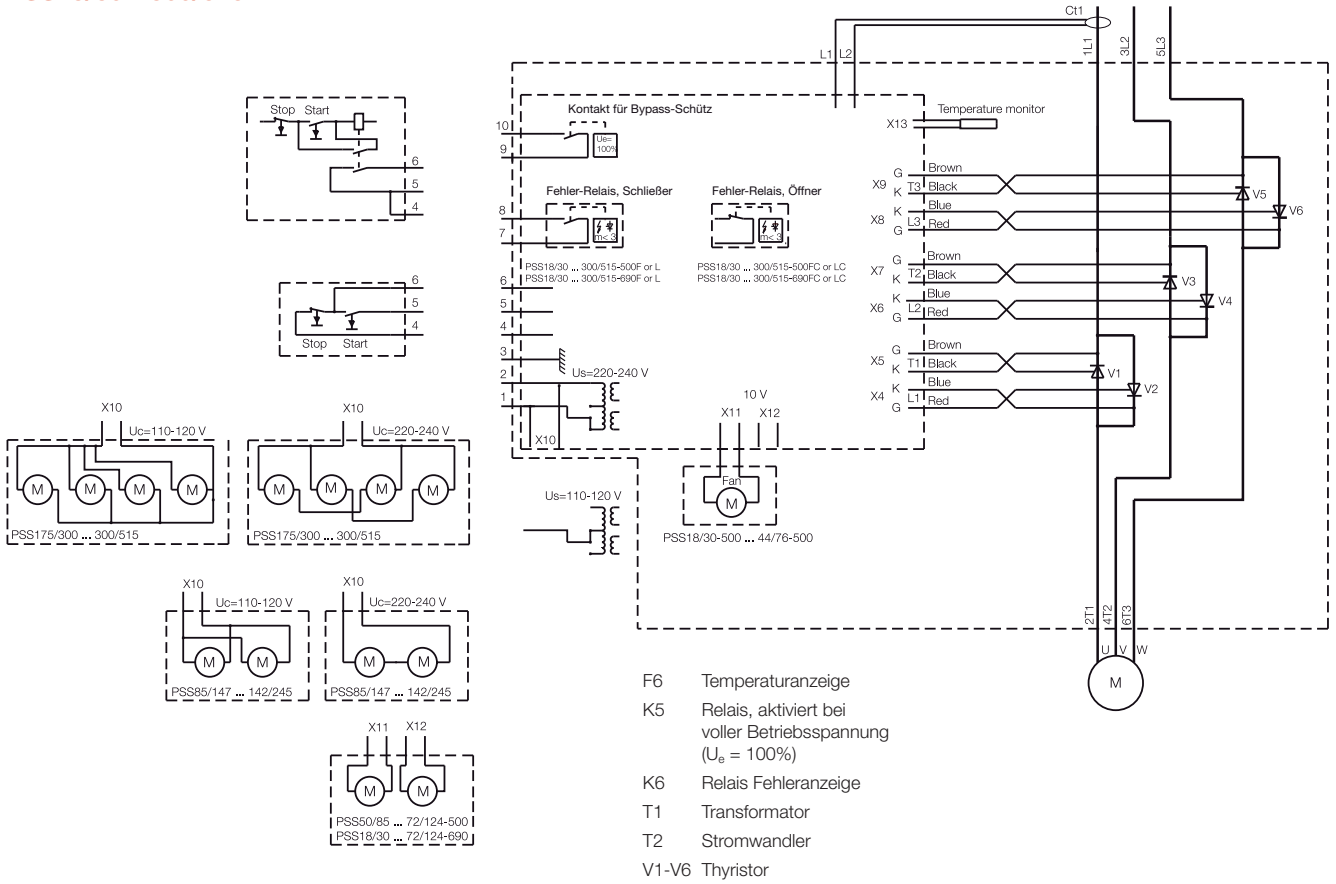 Ct1
1L1
3L2
5L3
L1 L2
Stop Start
6
5
4
Kontakt für Bypass-Schütz
10
9
Ue=
100%
X13
Temperature monitor
Fehler-Relais, Schließer
Fehler-Relais, Öffner
8
7
m< 3
m< 3
PSS18/30 ... 300/515-500F or L
PSS18/30 ... 300/515-690F or L
PSS18/30 ... 300/515-500FC or LC
PSS18/30 ... 300/515-690FC or LC
X9 G Brown
K T3 Black
X8 K Blue
G L3 Red
V5
V6
X7 G Brown
K T2 Black
X6 K Blue
G L2 Red
V3
V4
X5 G Brown
K T1 Black
X4 K Blue
G L1 Red
V1
V2
6
5
4
Stop Start
6
5
4
3
2
1
Us=220-240 V
X10
10 V
X11 X12
Fan
M
PSS18/30-500 ... 44/76-500
Us=110-120 V
X10
Uc=110-120 V
M M M M
PSS175/300 ... 300/515
X10
Uc=220-240 V
M M M M
PSS175/300 ... 300/515
X10
Uc=110-120 V
M M
PSS85/147 ... 142/245
X10
Uc=220-240 V
M M
PSS85/147 ... 142/245
X11 X12
M M
PSS50/85 ... 72/124-500
PSS18/30 ... 72/124-690
2T1
4T2
6T3
U V W
M
F6 Temperaturanzeige
K5 Relais, aktiviert bei
voller Betriebsspannung
(Ue = 100%)
K6 Relais Fehleranzeige
T1 Transformator
T2 Stromwandler
V1-V6 Thyristor